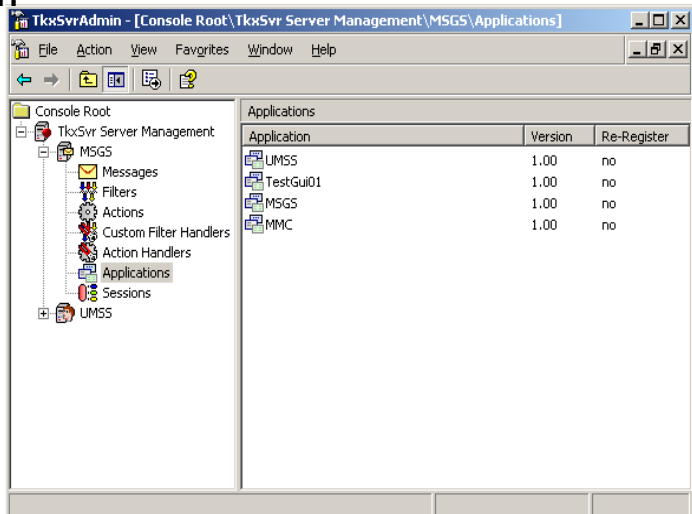 TkxSvrAdmin - [Console Root\TkxSvr Server Management\MSGS\Applications]
File Action View Favorites Window Help
Console Root
TkxSvr Server Management
MSGS
Messages
Filters
Actions
Custom Filter Handlers
Action Handlers
Applications
Sessions
UMSS
Applications
Application Version Re-Register
UMSS 1.00 no
TestGui01 1.00 no
MSGS 1.00 no
MMC 1.00 no